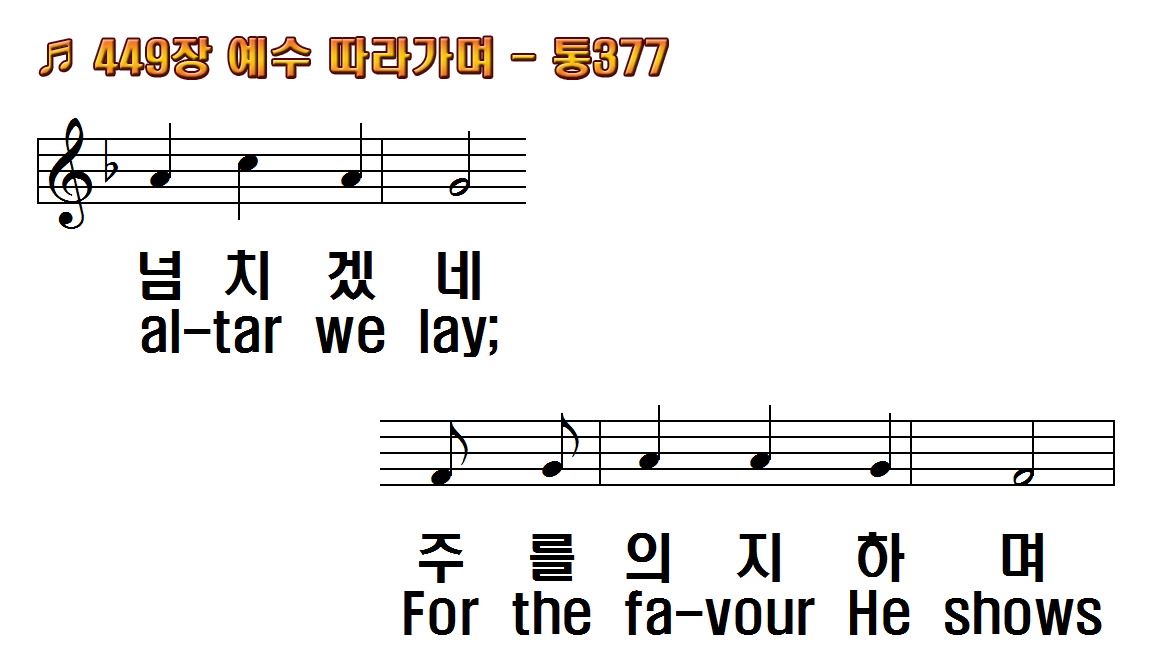 ♬ 449장 예수 따라가며 - 통377
넘 치 겠 네
al-tar we lay;
주 를 의 지 하 며
For the fa-vour He shows